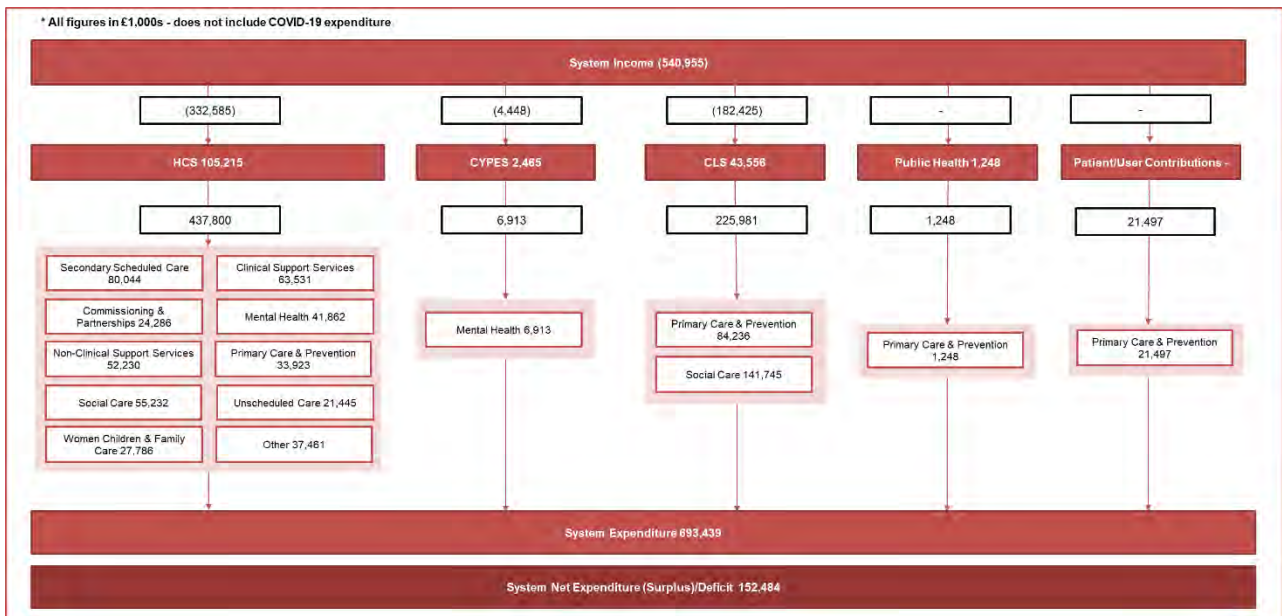 * All figures in £1,000s - does not include COVID-19 expenditure
System Income (540,955)
(332,585)
(4,448)
(182,425)
-
-
HCS 105,215
CYPES 2,465
CLS 43,556
Public Health 1,248
Patient/User Contributions -
437,800
6,913
225,981
1,248
21,497
Secondary Scheduled Care
80,044
Clinical Support Services
63,531
Commissioning &
Partnerships 24,286
Mental Health 41,862
Non-Clinical Support Services
52,230
Primary Care & Prevention
33,923
Social Care 55,232
Unscheduled Care 21,445
Women Children & Family
Care 27,786
Other 37,461
Mental Health 6,913
Primary Care & Prevention
84,236
Social Care 141,745
Primary Care & Prevention
1,248
Primary Care & Prevention
21,497
System Expenditure 693,439
System Net Expenditure (Surplus)/Deficit 152,484